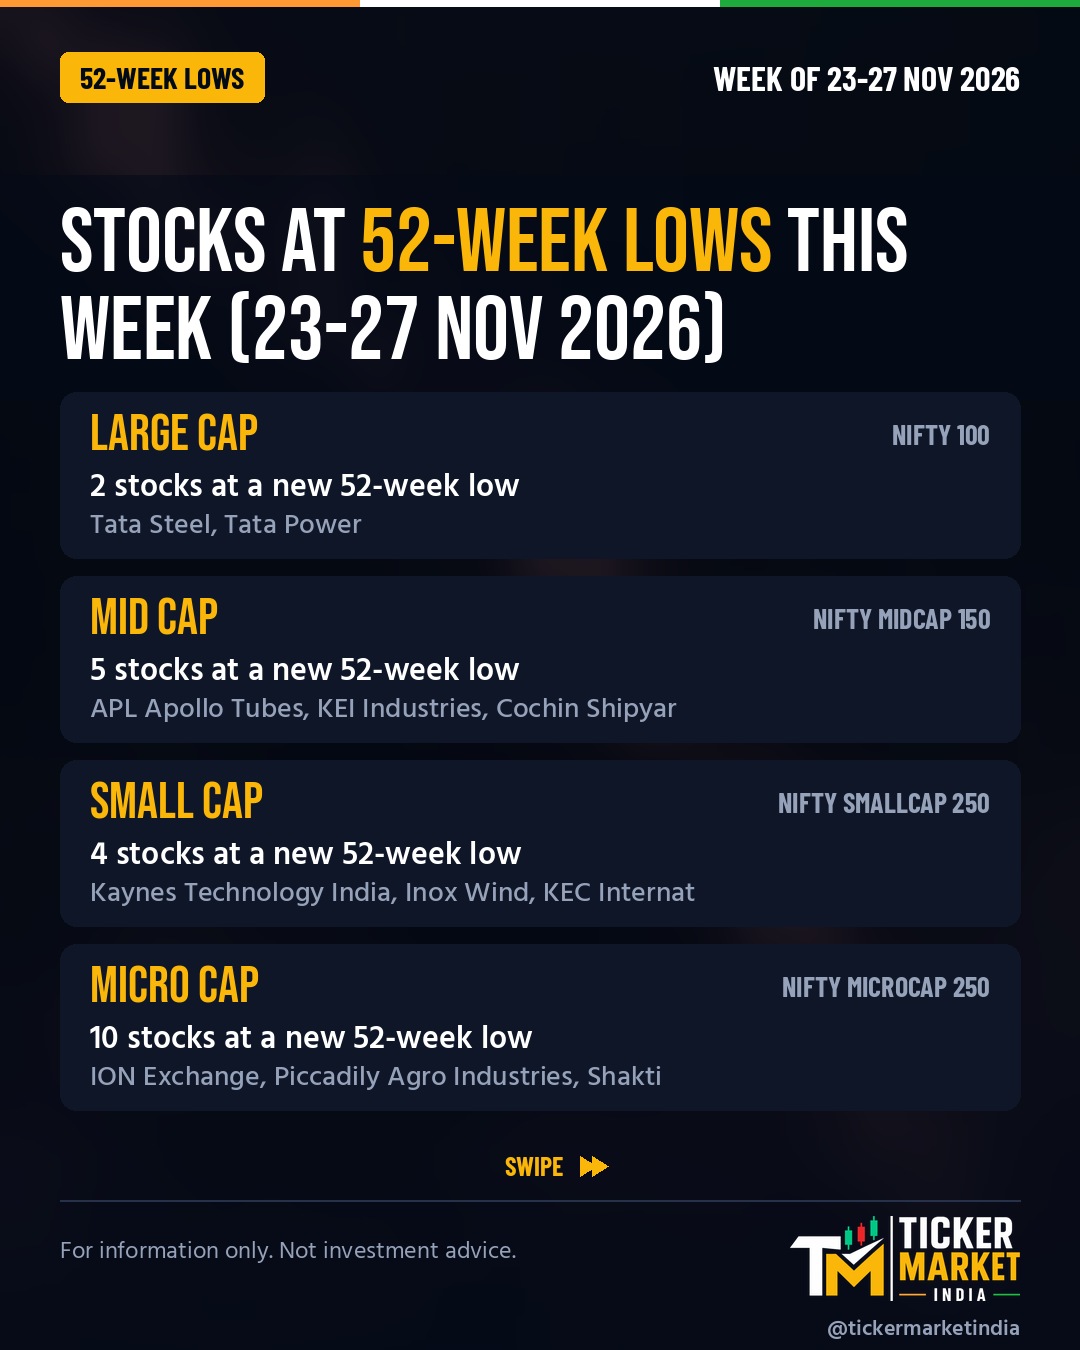 52-WEEK LOWS
WEEK OF 23-27 NOV 2026
STOCKS AT 52-WEEK LOWS THIS
WEEK (23-27 NOV 2026)
LARGE CAP
NIFTY 100
2 stocks at a new 52-week low
Tata Steel, Tata Power
MID CAP
NIFTY MIDCAP 150
5 stocks at a new 52-week low
APL Apollo Tubes, KEI Industries, Cochin Shipyar
SMALL CAP
NIFTY SMALLCAP 250
4 stocks at a new 52-week low
Kaynes Technology India, Inox Wind, KEC Internat
MICRO CAP
NIFTY MICROCAP 250
10 stocks at a new 52-week low
ION Exchange, Piccadily Agro Industries, Shakti
SWIPE
For information only. Not investment advice.
TM
TICKER
MARKET
INDIA
@tickermarketindia